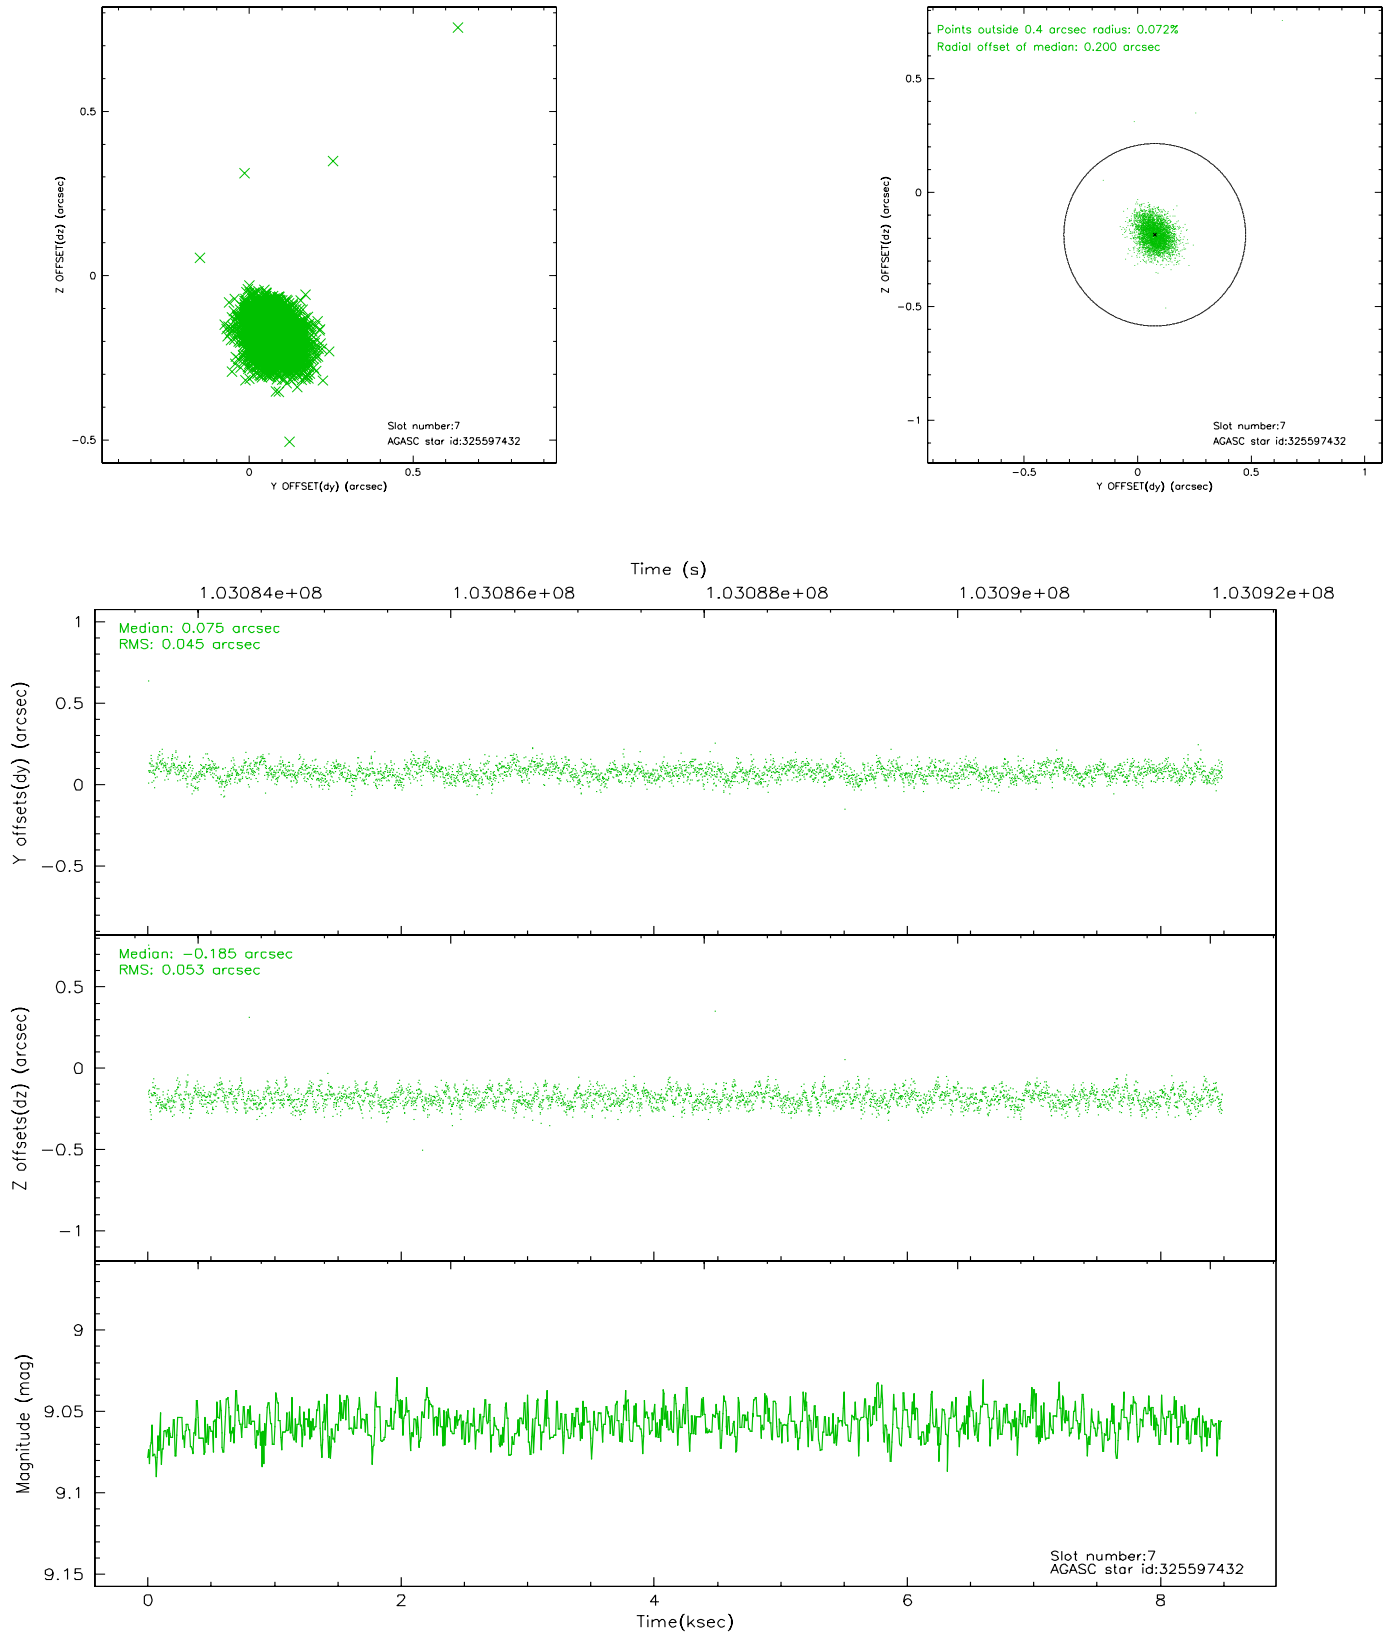 0.5
0
−0.5
Z OFFSET(dz) (arcsec)
0
0.5
Y OFFSET(dy) (arcsec)
Slot number:7
AGASC star id:325597432
Points outside 0.4 arcsec radius: 0.072%
Radial offset of median: 0.200 arcsec
0.5
0
−0.5
−1
Z OFFSET(dz) (arcsec)
−0.5
0
0.5
1
Y OFFSET(dy) (arcsec)
Slot number:7
AGASC star id:325597432
Time (s)
1.03084e+08 1.03086e+08 1.03088e+08 1.0309e+08 1.03092e+08
Median: 0.075 arcsec
RMS: 0.045 arcsec
1
0.5
0
−0.5
Y offsets(dy) (arcsec)
Median: −0.185 arcsec
RMS: 0.053 arcsec
0.5
0
−0.5
−1
Z offsets(dz) (arcsec)
9
9.05
9.1
9.15
Magnitude (mag)
Slot number:7
AGASC star id:325597432
0 2 4 6 8
Time(ksec)